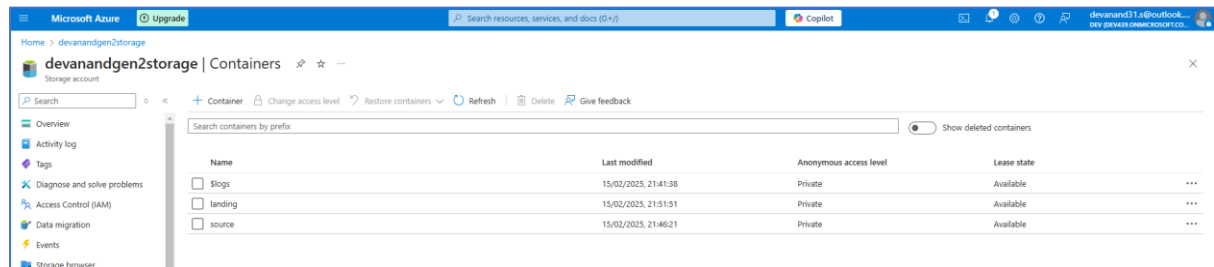 Microsoft Azure Upgrade Search resources, services, and docs (G+/) Copilot devanand31.s@outlook....
DEV (DEV439.ONMICROSOFT.CO...
Home > devanandgen2storage
devanandgen2storage | Containers ...
Storage account
Search + Container Change access level Restore containers Refresh Delete Give feedback
Overview
Search containers by prefix Show deleted containers
Activity log
Tags Name Last modified Anonymous access level Lease state
Diagnose and solve problems $logs 15/02/2025, 21:41:38 Private Available ...
Access Control (IAM) landing 15/02/2025, 21:51:51 Private Available ...
Data migration source 15/02/2025, 21:46:21 Private Available ...
Events
Storage browser